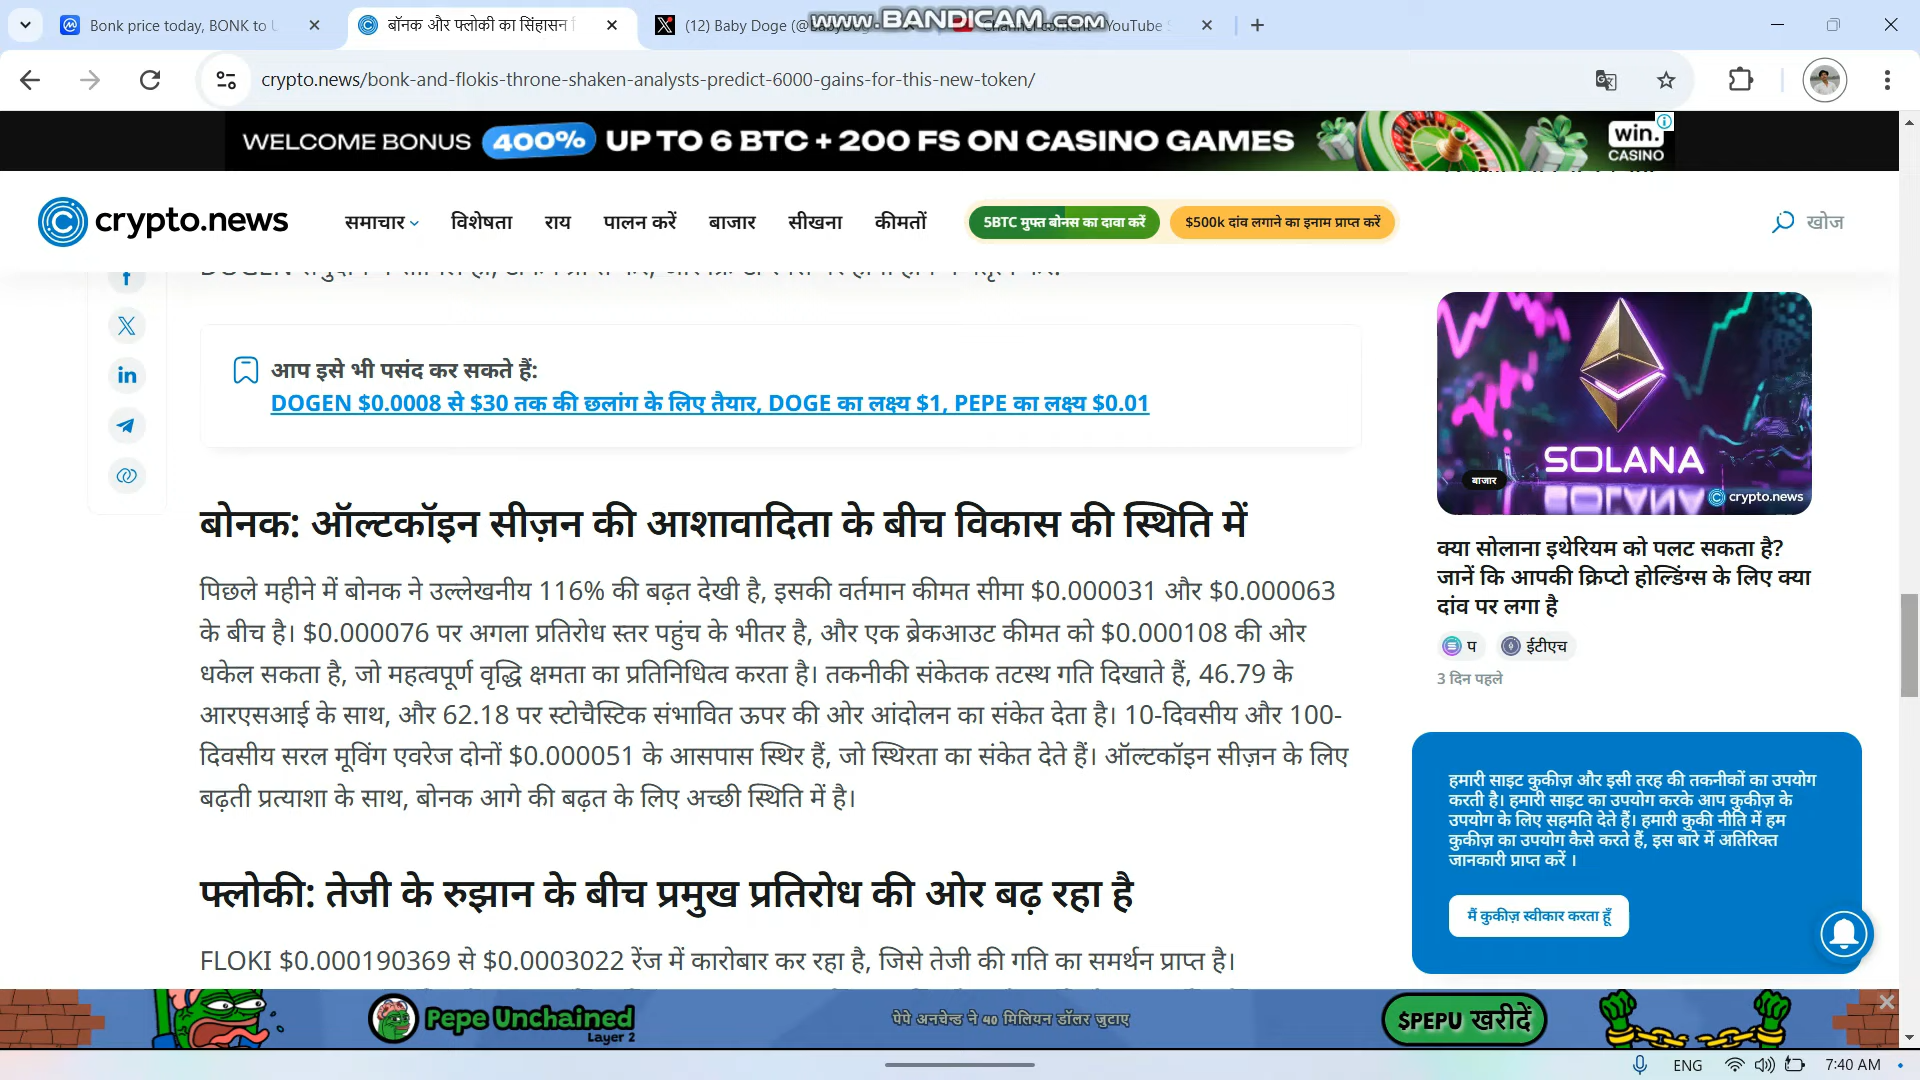 Bonk price today, BONK to U
बॉनक और फ्लोकी का सिंहासन f
(12) Baby Doge (@BabyDog
Channel content - YouTube S
www.BANDICAM.com
crypto.news/bonk-and-flokis-throne-shaken-analysts-predict-6000-gains-for-this-new-token/
WELCOME BONUS 400% UP TO 6 BTC + 200 FS ON CASINO GAMES
win.
CASINO
crypto.news
समाचार
विशेषता
राय
पालन करें
बाजार
सीखना
कीमतों
5BTC मुफ्त बोनस का दावा करें
$500k दांव लगाने का इनाम प्राप्त करें
खोज
आप इसे भी पसंद कर सकते हैं:
DOGEN $0.0008 से $30 तक की छलांग के लिए तैयार, DOGE का लक्ष्य $1, PEPE का लक्ष्य $0.01
बोनक: ऑल्टकॉइन सीज़न की आशावादिता के बीच विकास की स्थिति में
पिछले महीने में बोनक ने उल्लेखनीय 116% की बढ़त देखी है, इसकी वर्तमान कीमत सीमा $0.000031 और $0.000063
के बीच है। $0.000076 पर अगला प्रतिरोध स्तर पहुंच के भीतर है, और एक ब्रेकआउट कीमत को $0.000108 की ओर
धकेल सकता है, जो महत्वपूर्ण वृद्धि क्षमता का प्रतिनिधित्व करता है। तकनीकी संकेतक तटस्थ गति दिखाते हैं, 46.79 के
आरएसआई के साथ, और 62.18 पर स्टोचैस्टिक संभावित ऊपर की ओर आंदोलन का संकेत देता है। 10-दिवसीय और 100-
दिवसीय सरल मूविंग एवरेज दोनों $0.000051 के आसपास स्थिर हैं, जो स्थिरता का संकेत देते हैं। ऑल्टकॉइन सीज़न के लिए
बढ़ती प्रत्याशा के साथ, बोनक आगे की बढ़त के लिए अच्छी स्थिति में है।
फ्लोकी: तेजी के रुझान के बीच प्रमुख प्रतिरोध की ओर बढ़ रहा है
FLOKI $0.000190369 से $0.0003022 रेंज में कारोबार कर रहा है, जिसे तेजी की गति का समर्थन प्राप्त है।
SOLANA
बाजार
crypto.news
क्या सोलाना इथेरियम को पलट सकता है?
जानें कि आपकी क्रिप्टो होल्डिंग्स के लिए क्या
दांव पर लगा है
प
ईटीएच
3 दिन पहले
हमारी साइट कुकीज़ और इसी तरह की तकनीकों का उपयोग
करती है। हमारी साइट का उपयोग करके आप कुकीज़ के
उपयोग के लिए सहमति देते हैं। हमारी कुकी नीति में हम
कुकीज़ का उपयोग कैसे करते हैं, इस बारे में अतिरिक्त
जानकारी प्राप्त करें ।
मैं कुकीज़ स्वीकार करता हूँ
Pepe Unchained
Layer 2
पेपे अनचेन्ड ने 40 मिलियन डॉलर जुटाए
$PEPU खरीदें
ENG
7:40 AM